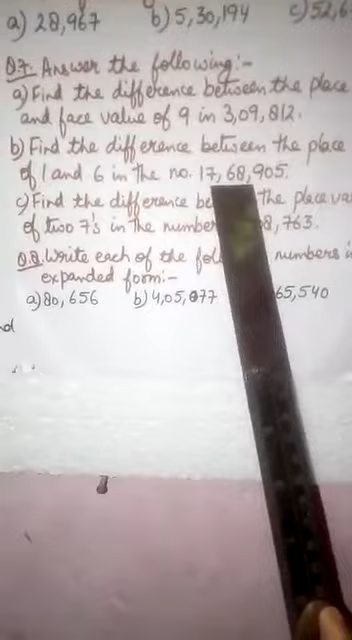 a) 28,967 b) 5,30,194 c) 52,6
Q.7. Answer the following:-
a) Find the difference between the place
and face value of 9 in 3,09,812.
b) Find the difference between the place
of 1 and 6 in the no. 17,68,905.
c) Find the difference be the place va
of two 7's in the number 8,763.
Q.8. Write each of the fol numbers i
expanded form:-
a) 80,656 b) 4,05,077 65,540